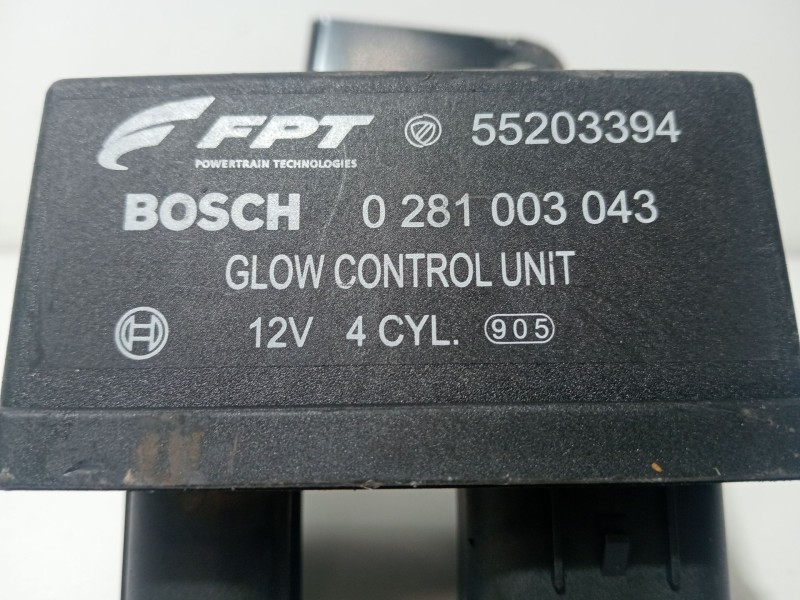 FPT 55203394
POWERTRAIN TECHNOLOGIES
BOSCH 0 281 003 043
GLOW CONTROL UNiT
12V 4 CYL. 905